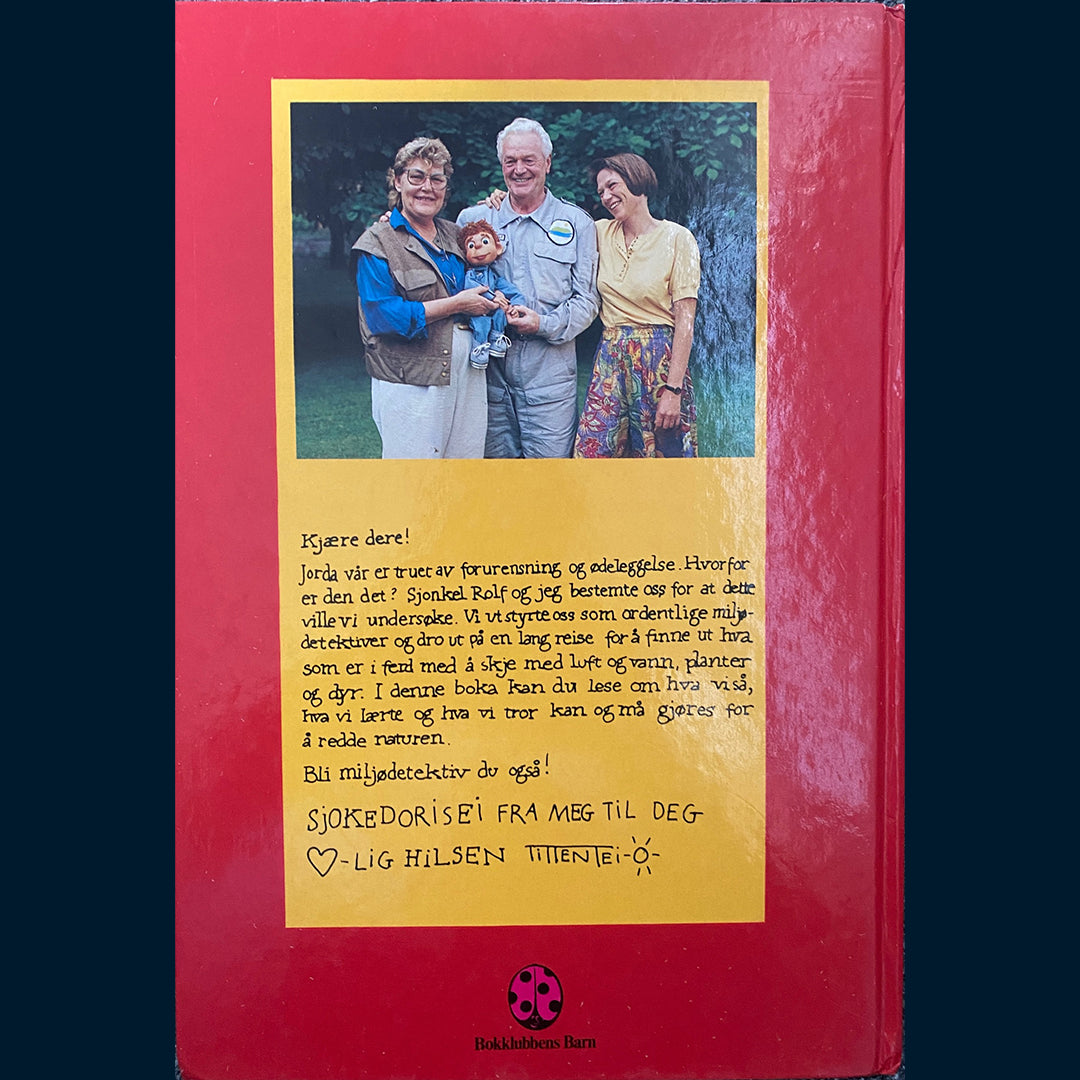 Kjære dere!
Jorda vår er truet av forurensning og ødeleggelse. Hvorfor
er den det? Sjonkel Rolf og jeg bestemte oss for at dette
ville vi undersøke. Vi utstyrte oss som ordentlige miljø-
detektiver og dro ut på en lang reise for å finne ut hva
som er i ferd med å skje med luft og vann, planter
og dyr. I denne boka kan du lese om hva vi så,
hva vi lærte og hva vi tror kan og må gjøres for
å redde naturen.
Bli miljødetektiv du også!
SJOKEDORISEI FRA MEG TIL DEG
♡-LIG HILSEN TITTENTEI
Bokklubbens Barn